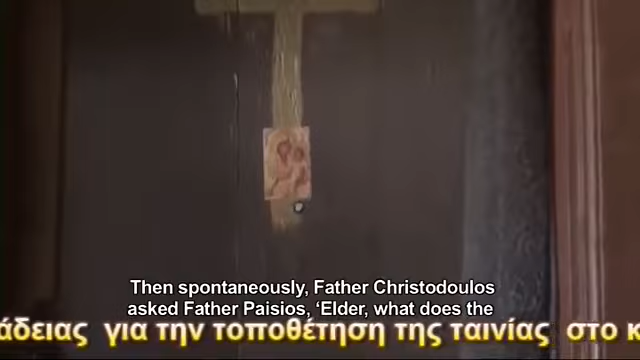 Then spontaneously, Father Christodoulos
asked Father Paisios, ‘Elder, what does the
άδειας για την τοποθέτηση της ταινίας στο κ